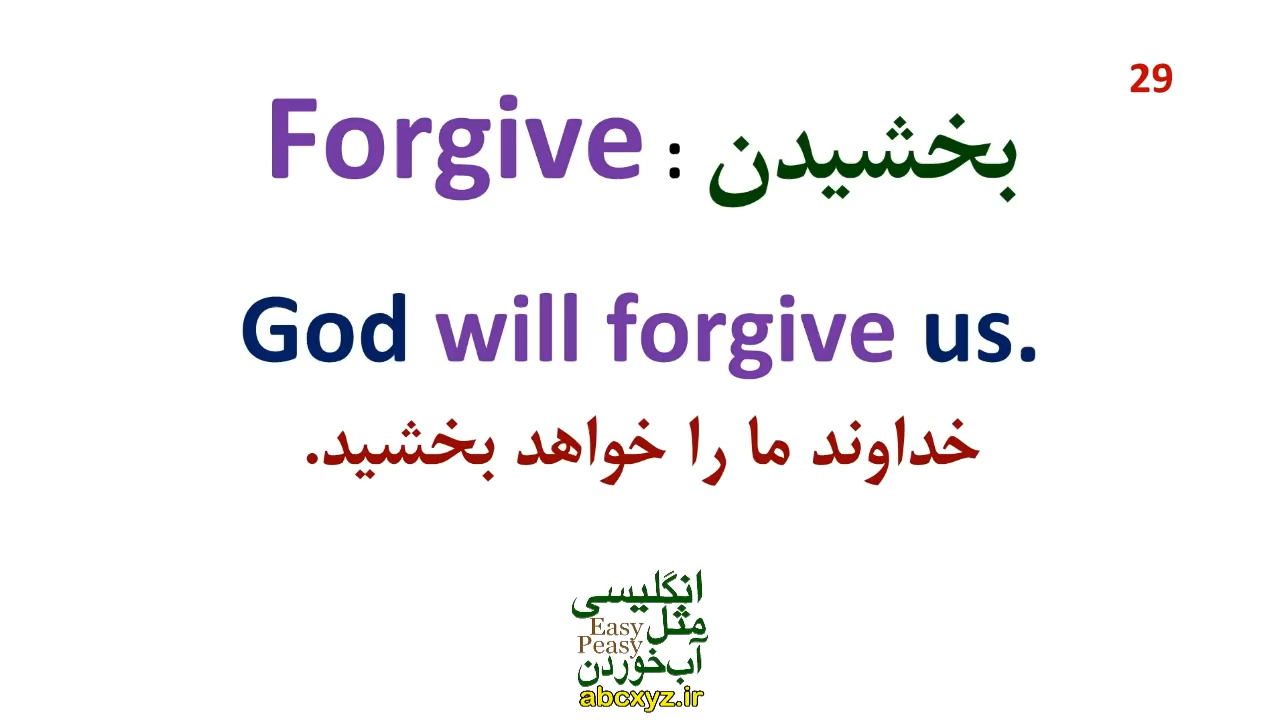 29
Forgive : بخشیدن
God will forgive us.
خداوند ما را خواهد بخشید.
انگلیسی
مثل Easy
Peasy
آب‌خوردن
abcxyz.ir